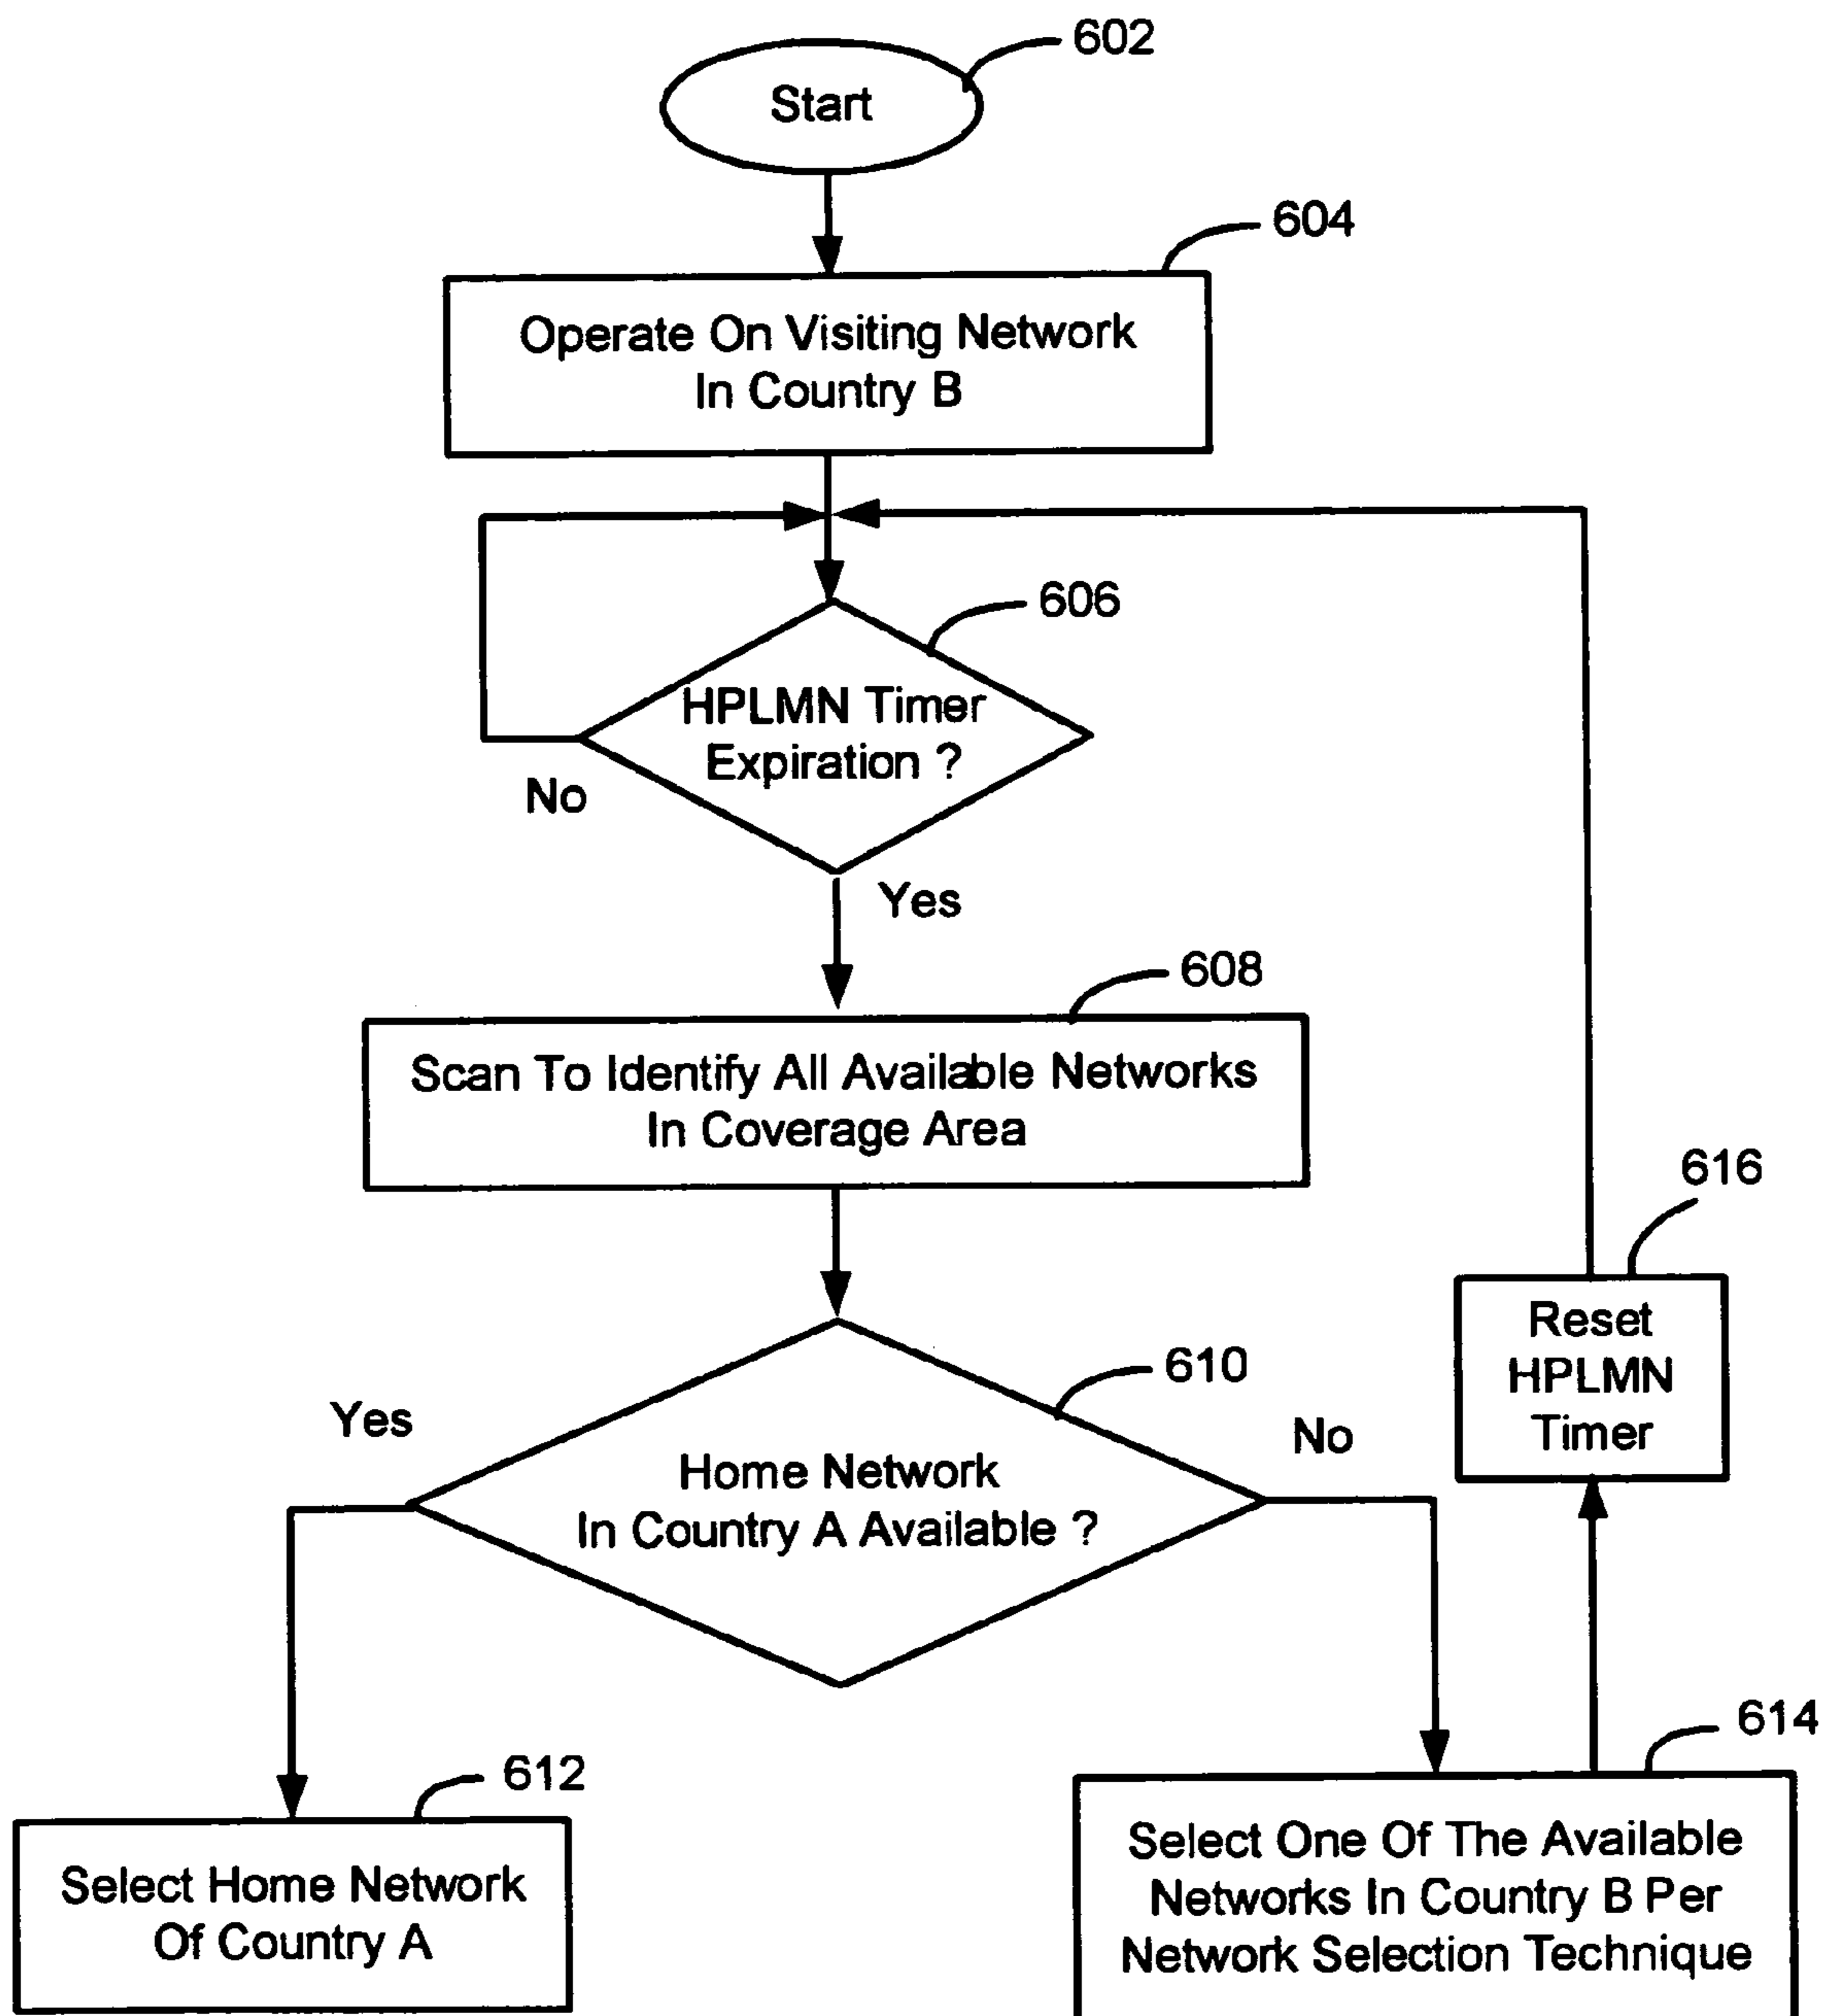 602
Start
604
Operate On Visiting Network
In Country B
606
HPLMN Timer
Expiration ?
No
Yes
608
Scan To Identify All Available Networks
In Coverage Area
616
Reset
HPLMN
Timer
610
Yes
No
Home Network
In Country A Available ?
612
Select Home Network
Of Country A
614
Select One Of The Available
Networks In Country B Per
Network Selection Technique